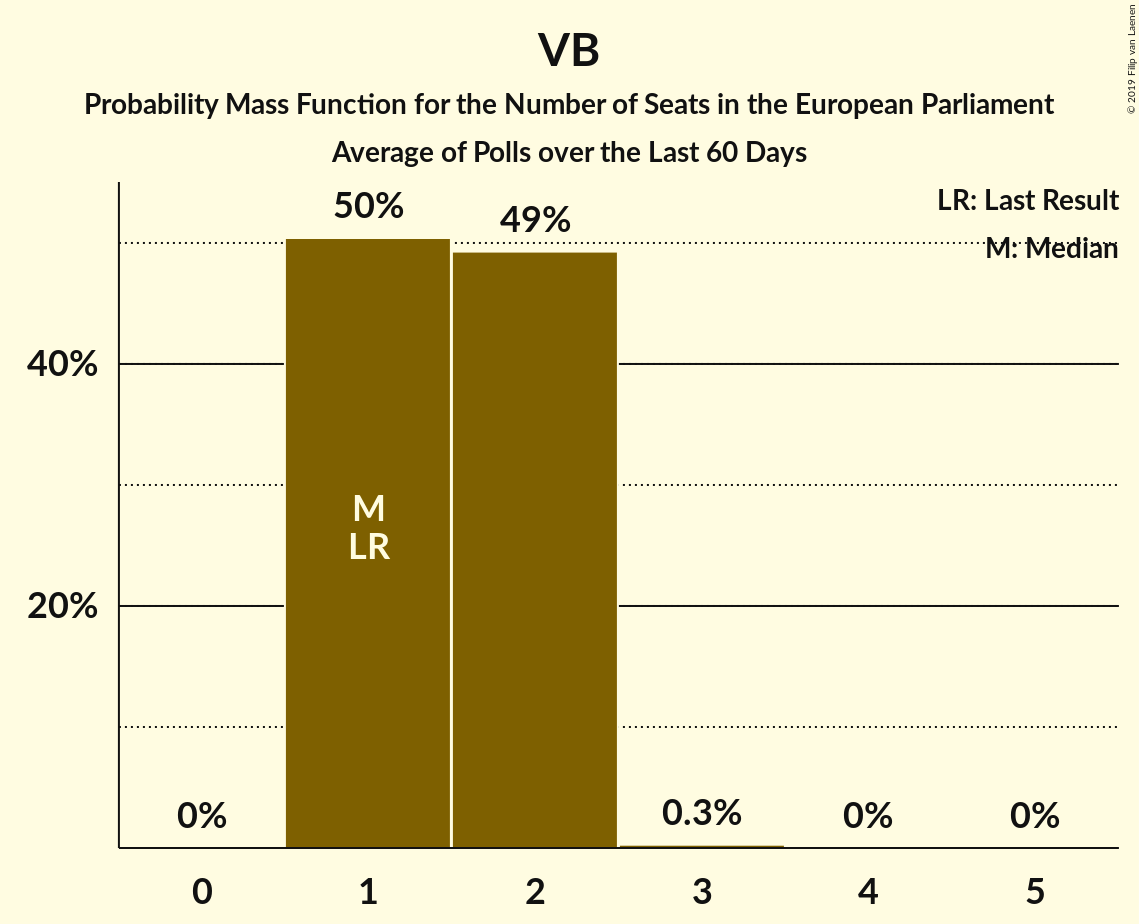 VB
Probability Mass Function for the Number of Seats in the European Parliament
Average of Polls over the Last 60 Days
© 2019 Filip van Laenen
LR: Last Result
M: Median
50%
49%
40%
M
LR
20%
0%
0.3%
0%
0%
0
1
2
3
4
5